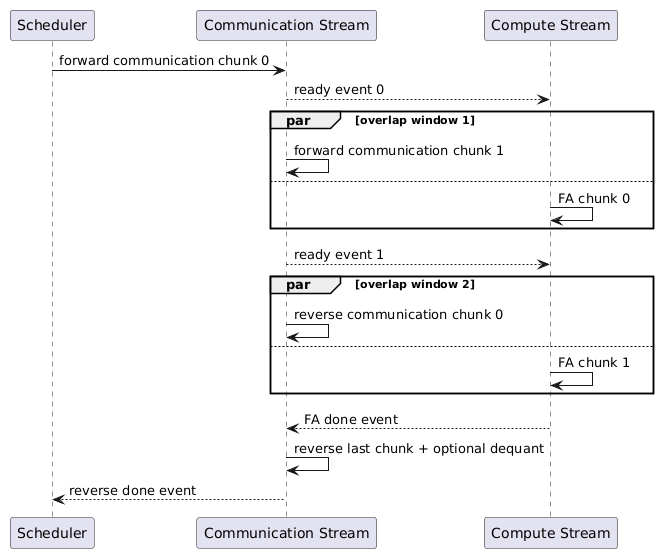 Scheduler Communication Stream Compute Stream
forward communication chunk 0
ready event 0
par [overlap window 1]
forward communication chunk 1
FA chunk 0
ready event 1
par [overlap window 2]
reverse communication chunk 0
FA chunk 1
FA done event
reverse last chunk + optional dequant
reverse done event
Scheduler Communication Stream Compute Stream